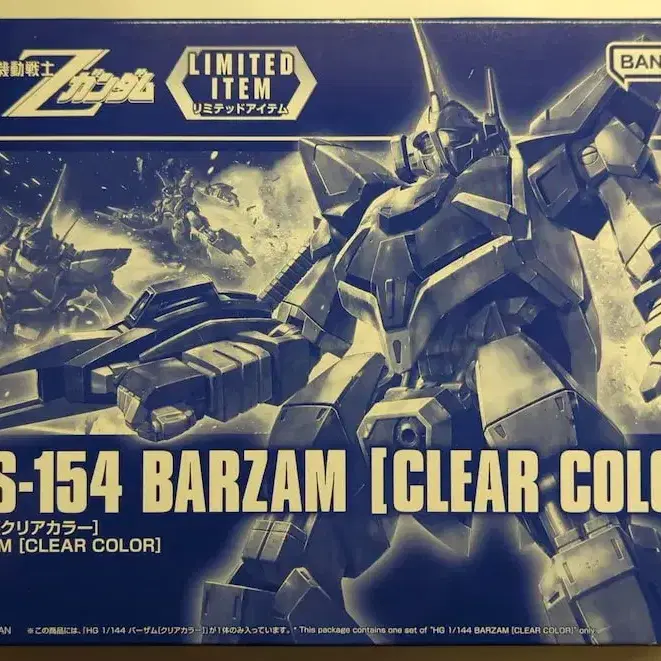 機動戦士
Zガンダム
LIMITED
ITEM
リミテッドアイテム
BAN
S-154 BARZAM [CLEAR COLO
クリアカラー]
M [CLEAR COLOR]
AN ※この商品には、「HG 1/144 バーザム[クリアカラー]」が1体のみ入っています。* This package contains one set of "HG 1/144 BARZAM [CLEAR COLOR]" only.